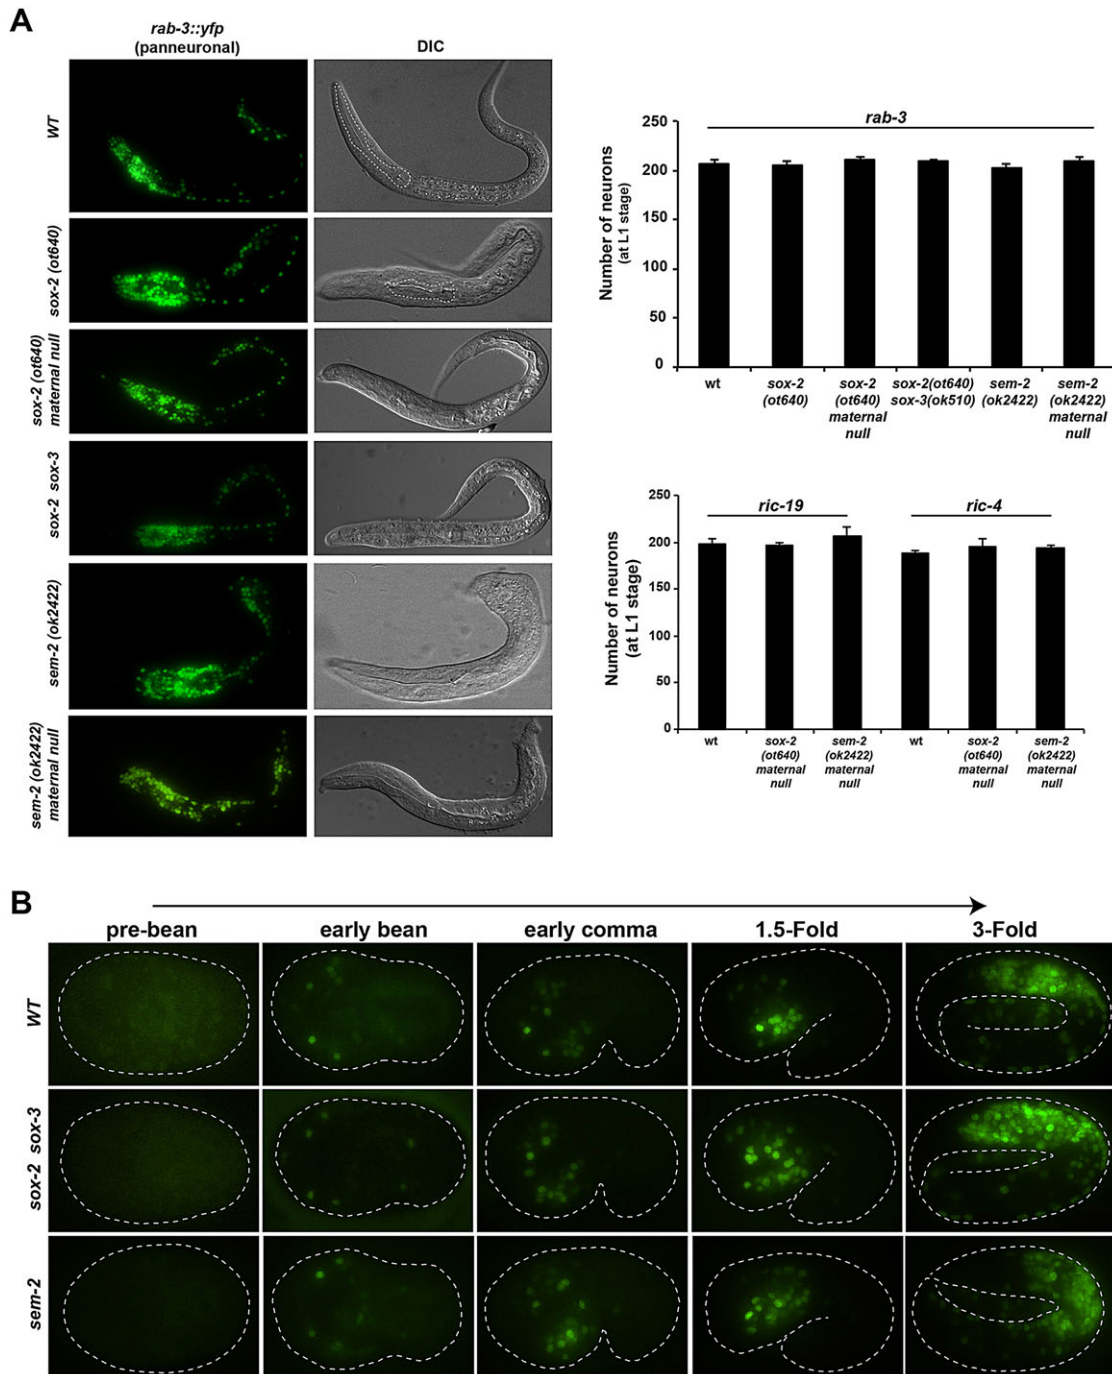 A
rab-3::yfp
(panneuronal)
DIC
WT
sox-2 (ot640)
sox-2 (ot640)
maternal null
sox-2 sox-3
sem-2 (ok2422)
sem-2 (ok2422)
maternal null
rab-3
Number of neurons
(at L1 stage)
250
200
150
100
50
0
wt
sox-2
(ot640)
sox-2
(ot640)
maternal
null
sox-2(ot640)
sox-3(ok510)
sem-2
(ok2422)
sem-2
(ok2422)
maternal
null
ric-19
ric-4
Number of neurons
(at L1 stage)
250
200
150
100
50
0
wt
sox-2
(ot640)
maternal
null
sem-2
(ok2422)
maternal
null
wt
sox-2
(ot640)
maternal
null
sem-2
(ok2422)
maternal
null
B
pre-bean
early bean
early comma
1.5-Fold
3-Fold
WT
sox-2 sox-3
sem-2